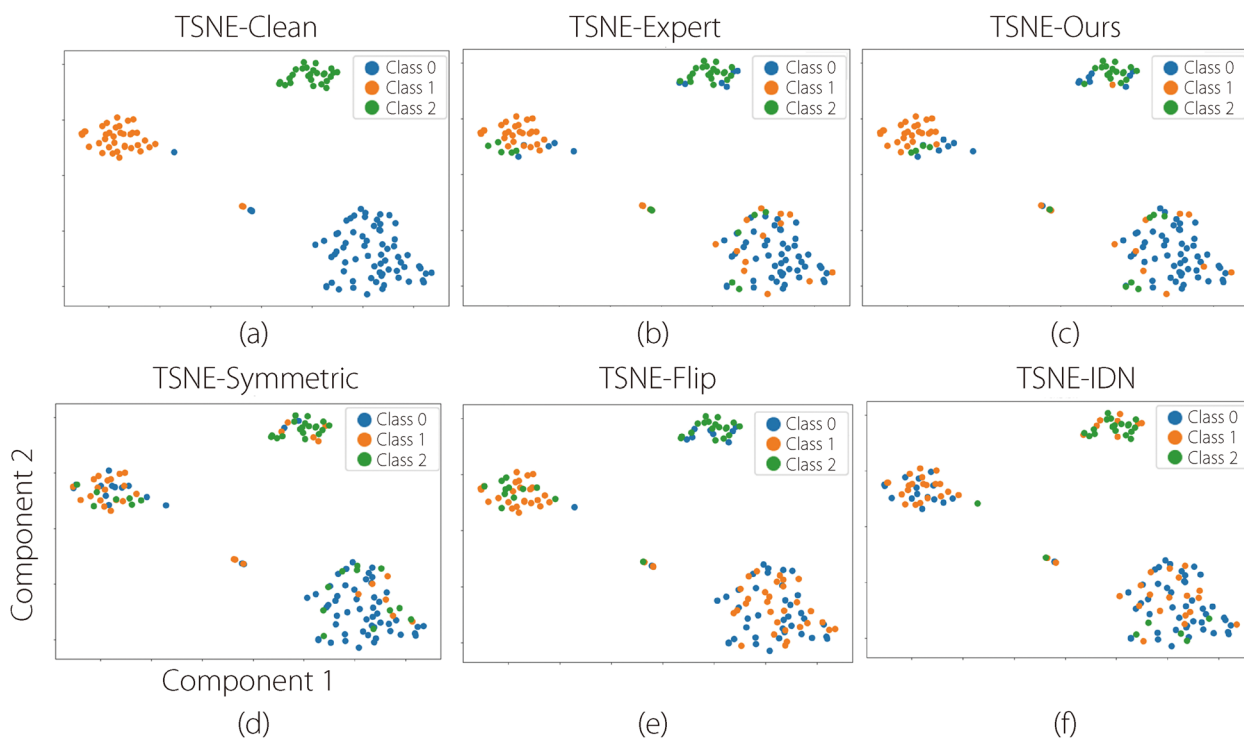 TSNE-Clean
Class 0
Class 1
Class 2
(a)
TSNE-Expert
Class 0
Class 1
Class 2
(b)
TSNE-Ours
Class 0
Class 1
Class 2
(c)
TSNE-Symmetric
Class 0
Class 1
Class 2
Component 2
Component 1
(d)
TSNE-Flip
Class 0
Class 1
Class 2
(e)
TSNE-IDN
Class 0
Class 1
Class 2
(f)